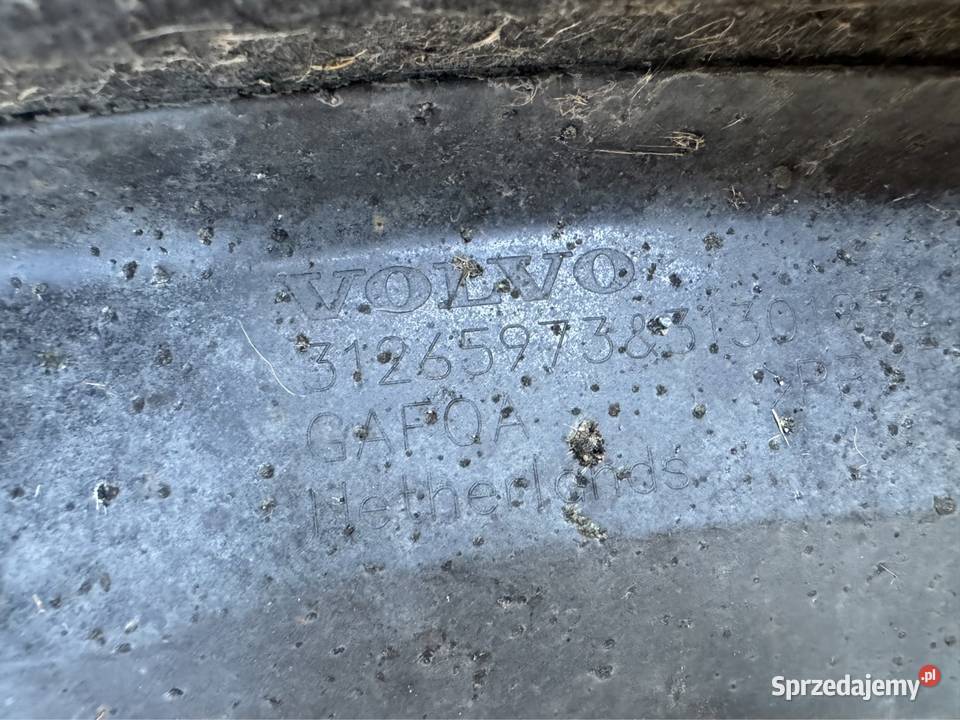 VOLVO
31265973&3130
GAFOA
Netherlands
Sprzedajemy.pl